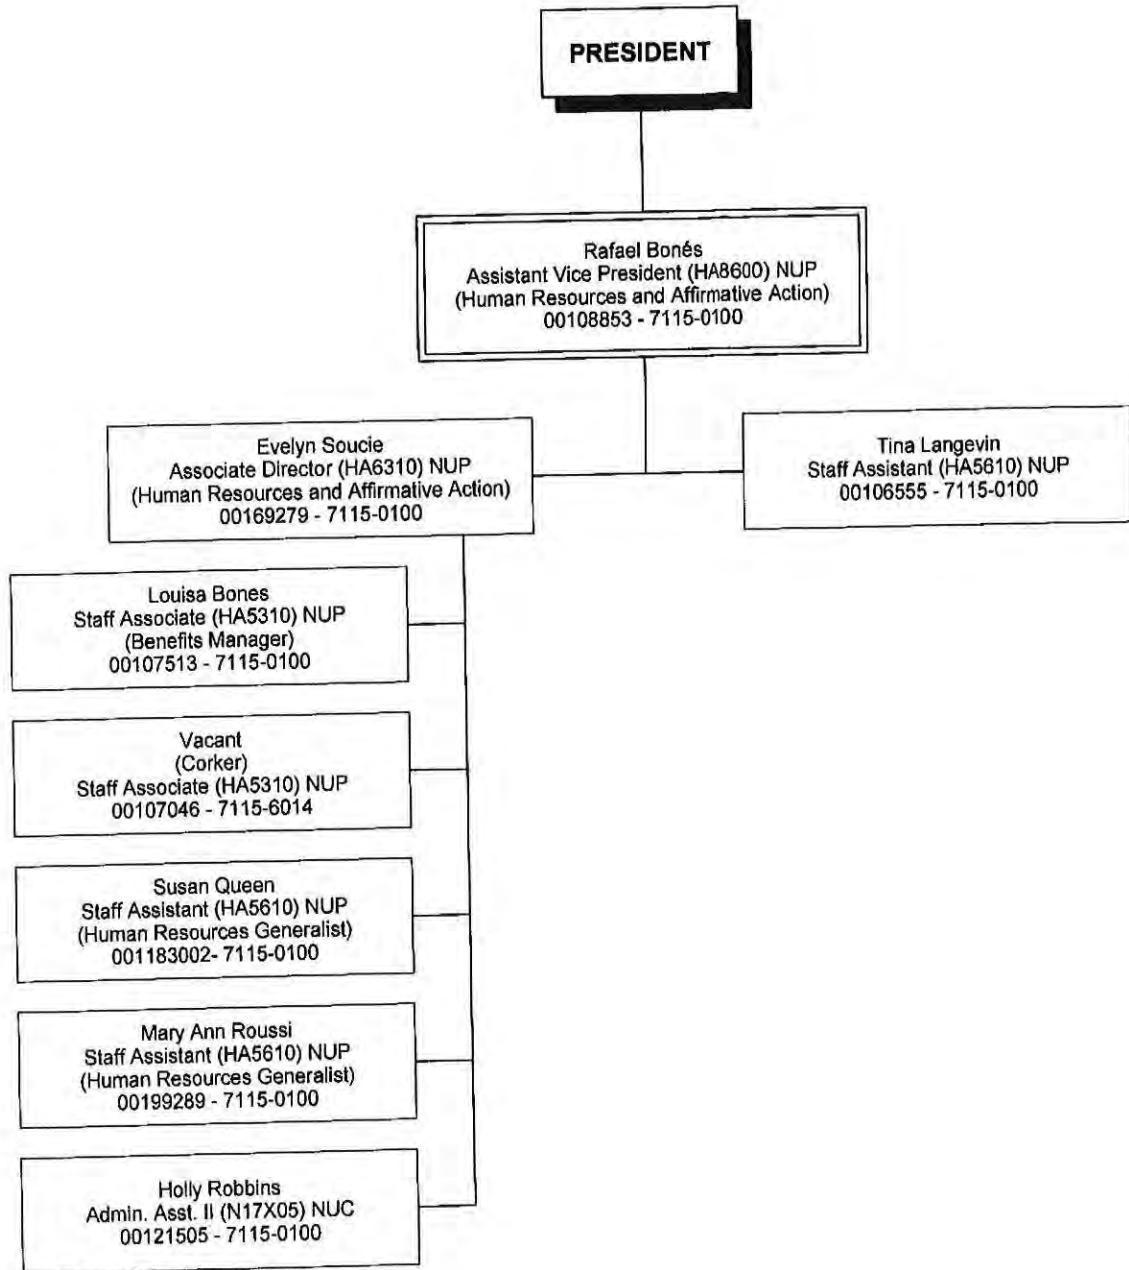 PRESIDENT
Rafael Bonés
Assistant Vice President (HA8600) NUP
(Human Resources and Affirmative Action)
00108853 - 7115-0100
Evelyn Soucie
Associate Director (HA6310) NUP
(Human Resources and Affirmative Action)
00169279 - 7115-0100
Tina Langevin
Staff Assistant (HA5610) NUP
00106555 - 7115-0100
Louisa Bones
Staff Associate (HA5310) NUP
(Benefits Manager)
00107513 - 7115-0100
Vacant
(Corker)
Staff Associate (HA5310) NUP
00107046 - 7115-6014
Susan Queen
Staff Assistant (HA5610) NUP
(Human Resources Generalist)
001183002- 7115-0100
Mary Ann Roussi
Staff Assistant (HA5610) NUP
(Human Resources Generalist)
00199289 - 7115-0100
Holly Robbins
Admin. Asst. II (N17X05) NUC
00121505 - 7115-0100